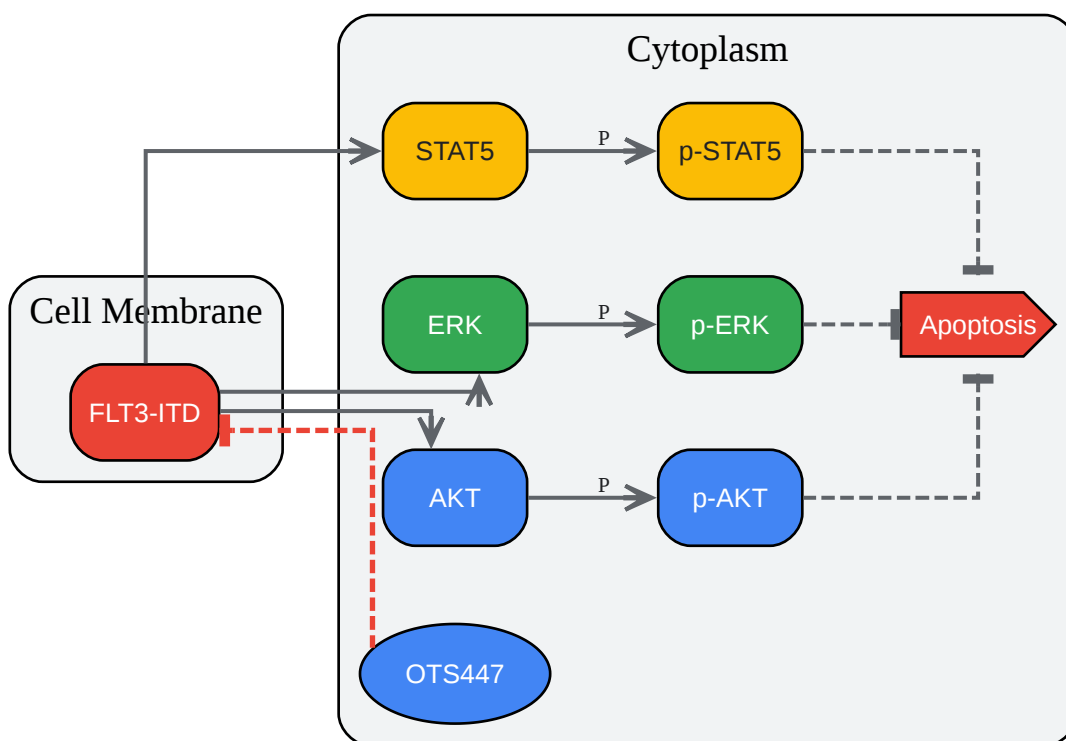 Cytoplasm
STAT5
P
p-STAT5
Cell Membrane
ERK
P
p-ERK
Apoptosis
FLT3-ITD
AKT
P
p-AKT
OTS447